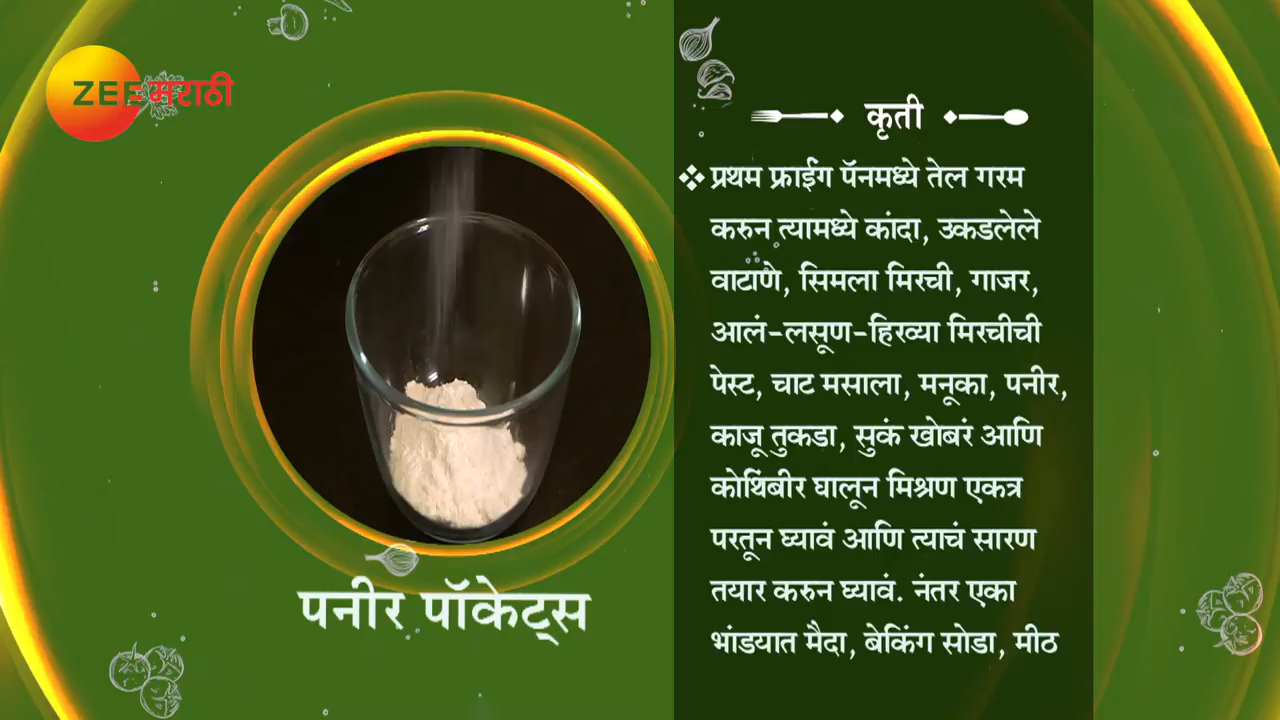 ZEE मराठी
कृती
प्रथम फ्राईंग पॅनमध्ये तेल गरम
करुन त्यामध्ये कांदा, उकडलेले
वाटाणे, सिमला मिरची, गाजर,
आलं-लसूण-हिरव्या मिरचीची
पेस्ट, चाट मसाला, मनूका, पनीर,
काजू तुकडा, सुकं खोबरं आणि
कोथिंबीर घालून मिश्रण एकत्र
परतून घ्यावं आणि त्याचं सारण
तयार करुन घ्यावं. नंतर एका
भांडयात मैदा, बेकिंग सोडा, मीठ
पनीर पॉकेट्स